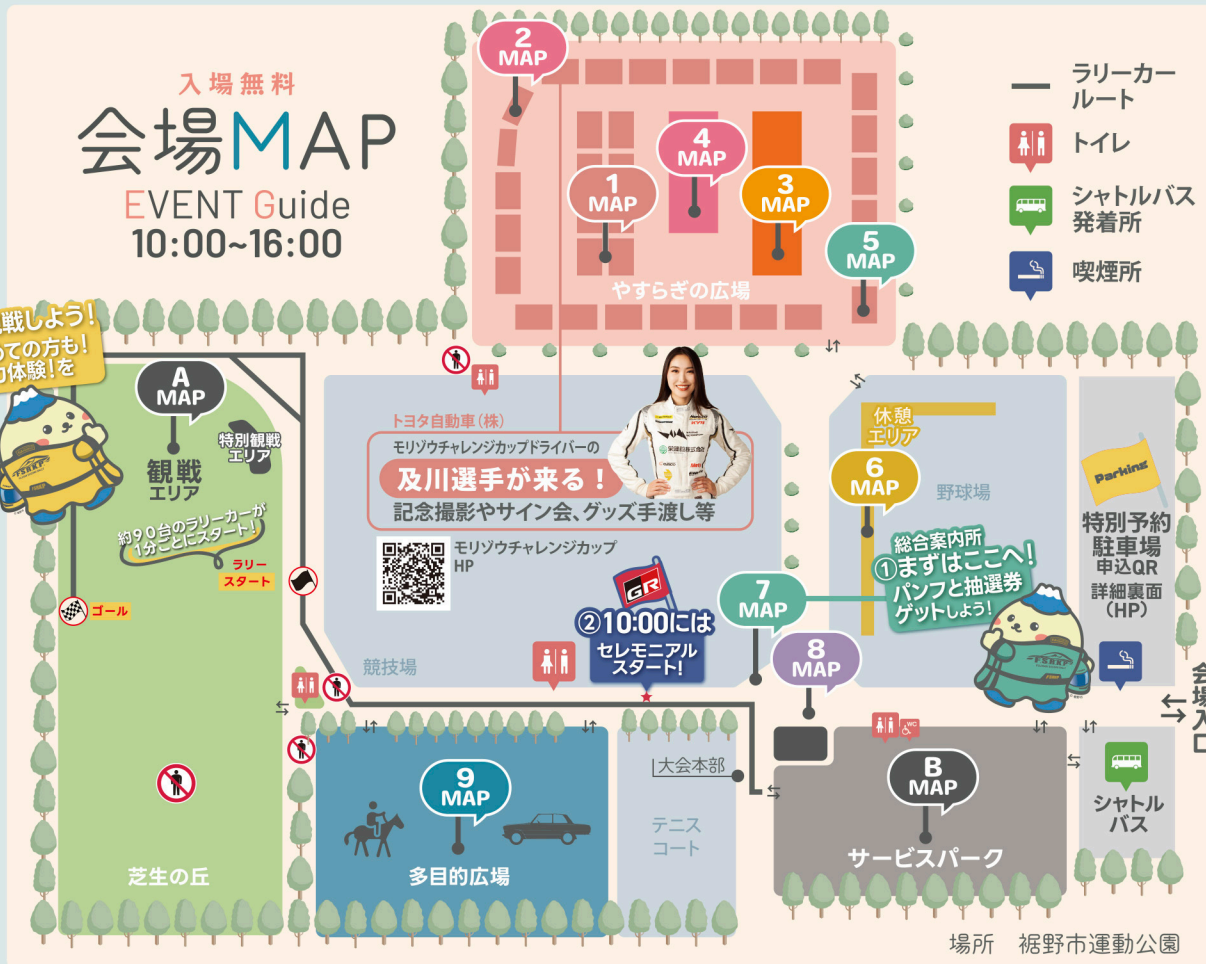 入場無料
会場MAP
EVENT Guide
10:00~16:00
2
MAP
4
MAP
1
MAP
3
MAP
5
MAP
やすらぎの広場
ラリーカー
ルート
トイレ
シャトルバス
発着所
喫煙所
戦しよう!
ての方も!
体験!を
A
MAP
特別観戦
エリア
観戦
エリア
約90台のラリーカーが
1分ごとにスタート!
ラリー
スタート
ゴール
芝生の丘
トヨタ自動車(株)
モリゾウチャレンジカップドライバーの
及川選手が来る!
記念撮影やサイン会、グッズ手渡し等
モリゾウチャレンジカップ
HP
GR
②10:00には
セレモニアル
スタート!
競技場
休憩
エリア
6
MAP
野球場
総合案内所
①まずはここへ!
パンフと抽選券
ゲットしよう!
7
MAP
8
MAP
Parking
特別予約
駐車場
申込QR
詳細裏面
(HP)
会場入口
9
MAP
多目的広場
大会本部
テニス
コート
WC
B
MAP
サービスパーク
シャトル
バス
場所 裾野市運動公園